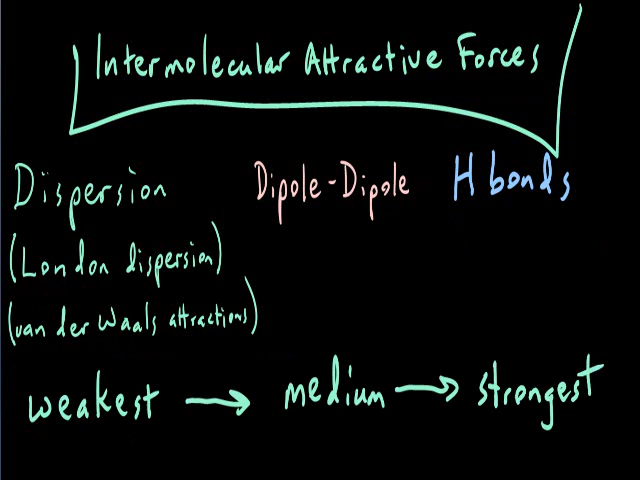 Intermolecular Attractive Forces
Dispersion Dipole-Dipole H bonds
(London dispersion)
(van der Waals attractions)
weakest → medium → strongest